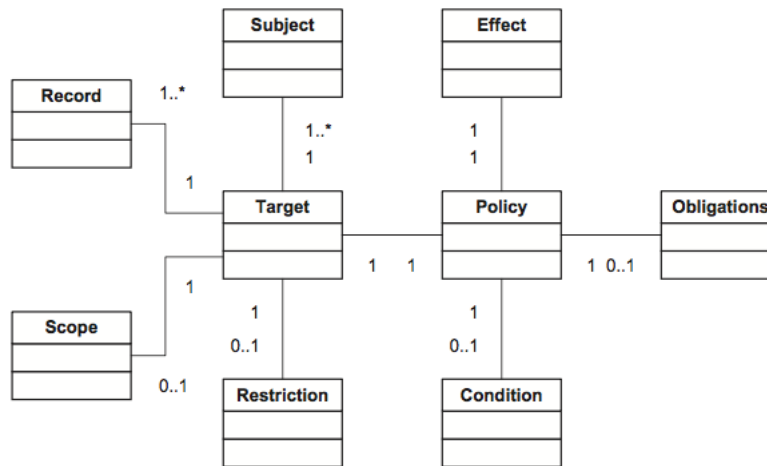 Subject
Effect
Record
1..*
1..*
1
1
1
1
Target
Policy
Obligations
1
1
1
1 0..1
1
1
1
Scope
0..1
0..1
0..1
Restriction
Condition